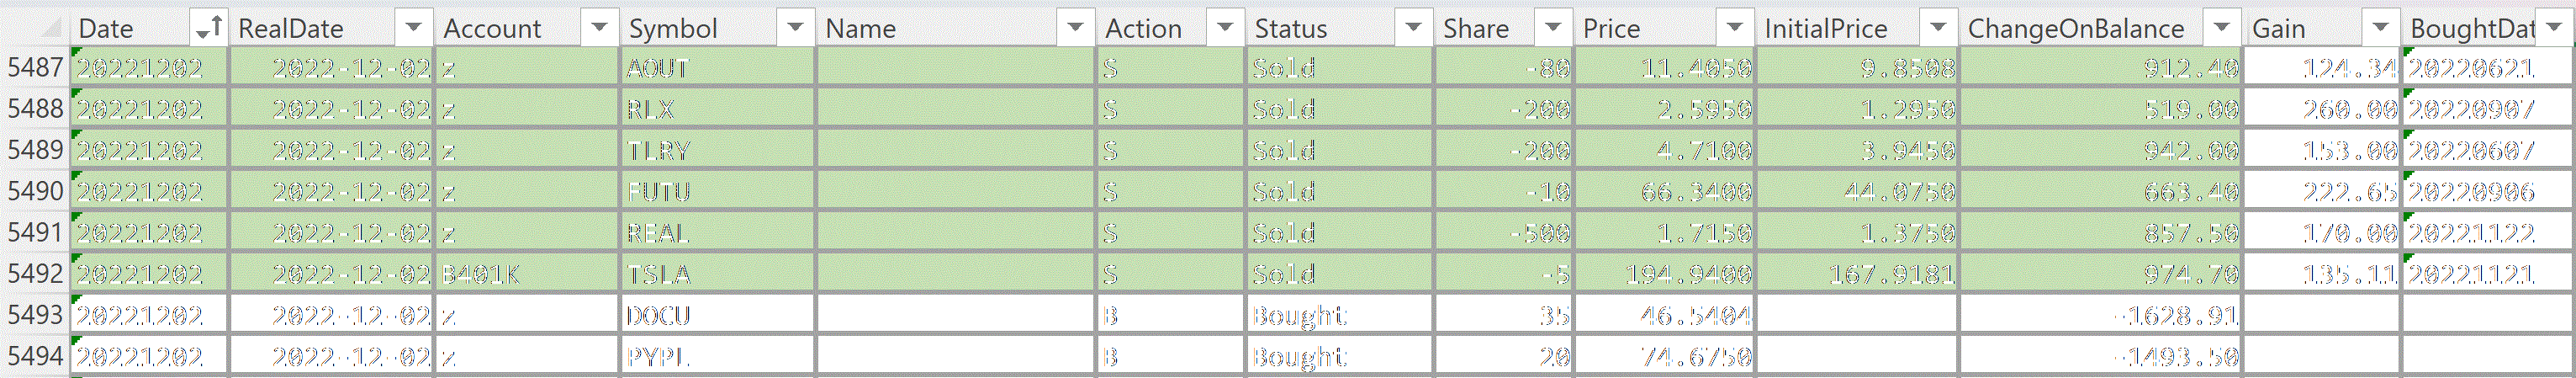 Date RealDate Account Symbol Name Action Status Share Price InitialPrice ChangeOnBalance Gain BoughtDat
5487 20221202 2022-12-02 z AOUT S Sold -80 11.4050 9.8508 912.40 124.34 20220621
5488 20221202 2022-12-02 z RLX S Sold -200 2.5950 1.2950 519.00 260.00 20220907
5489 20221202 2022-12-02 z TLRY S Sold -200 4.7100 3.9450 942.00 153.00 20220607
5490 20221202 2022-12-02 z FUTU S Sold -10 66.3400 44.0750 663.40 222.65 20220906
5491 20221202 2022-12-02 z REAL S Sold -500 1.7150 1.3750 857.50 170.00 20221122
5492 20221202 2022-12-02 B401K TSLA S Sold -5 194.9400 167.9181 974.70 135.11 20221121
5493 20221202 2022-12-02 z DOCU B Bought 35 46.5404 -1628.91
5494 20221202 2022-12-02 z PYPL B Bought 20 74.6750 -1493.50